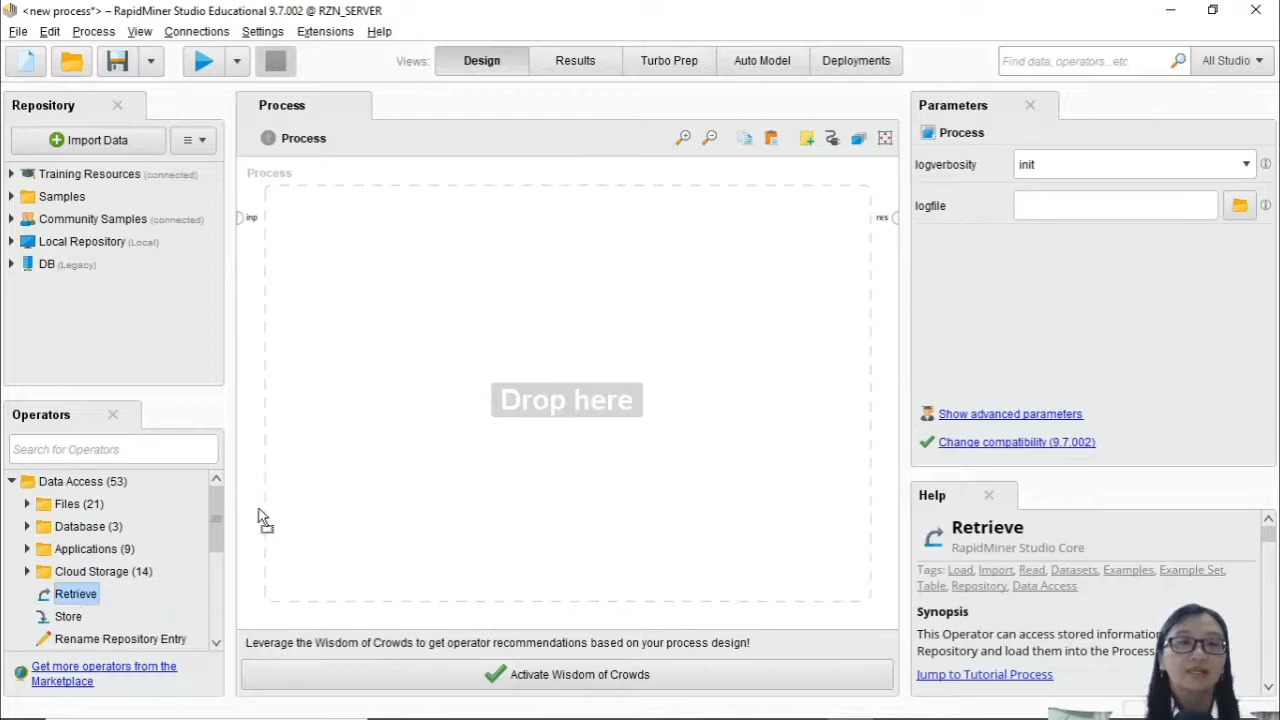 <new process*> – RapidMiner Studio Educational 9.7.002 @ RZN_SERVER
File Edit Process View Connections Settings Extensions Help
Views: Design Results Turbo Prep Auto Model Deployments Find data, operators...etc All Studio
Repository
Import Data
Training Resources (connected)
Samples
Community Samples (connected)
Local Repository (Local)
DB (Legacy)
Operators
Search for Operators
Data Access (53)
Files (21)
Database (3)
Applications (9)
Cloud Storage (14)
Retrieve
Store
Rename Repository Entry
Get more operators from the
Marketplace
Process
Process
Process
inp
res
Drop here
Leverage the Wisdom of Crowds to get operator recommendations based on your process design!
Activate Wisdom of Crowds
Parameters
Process
logverbosity init
logfile
Show advanced parameters
Change compatibility (9.7.002)
Help
Retrieve
RapidMiner Studio Core
Tags: Load, Import, Read, Datasets, Examples, Example Set,
Table, Repository, Data Access
Synopsis
This Operator can access stored information
Repository and load them into the Process
Jump to Tutorial Process